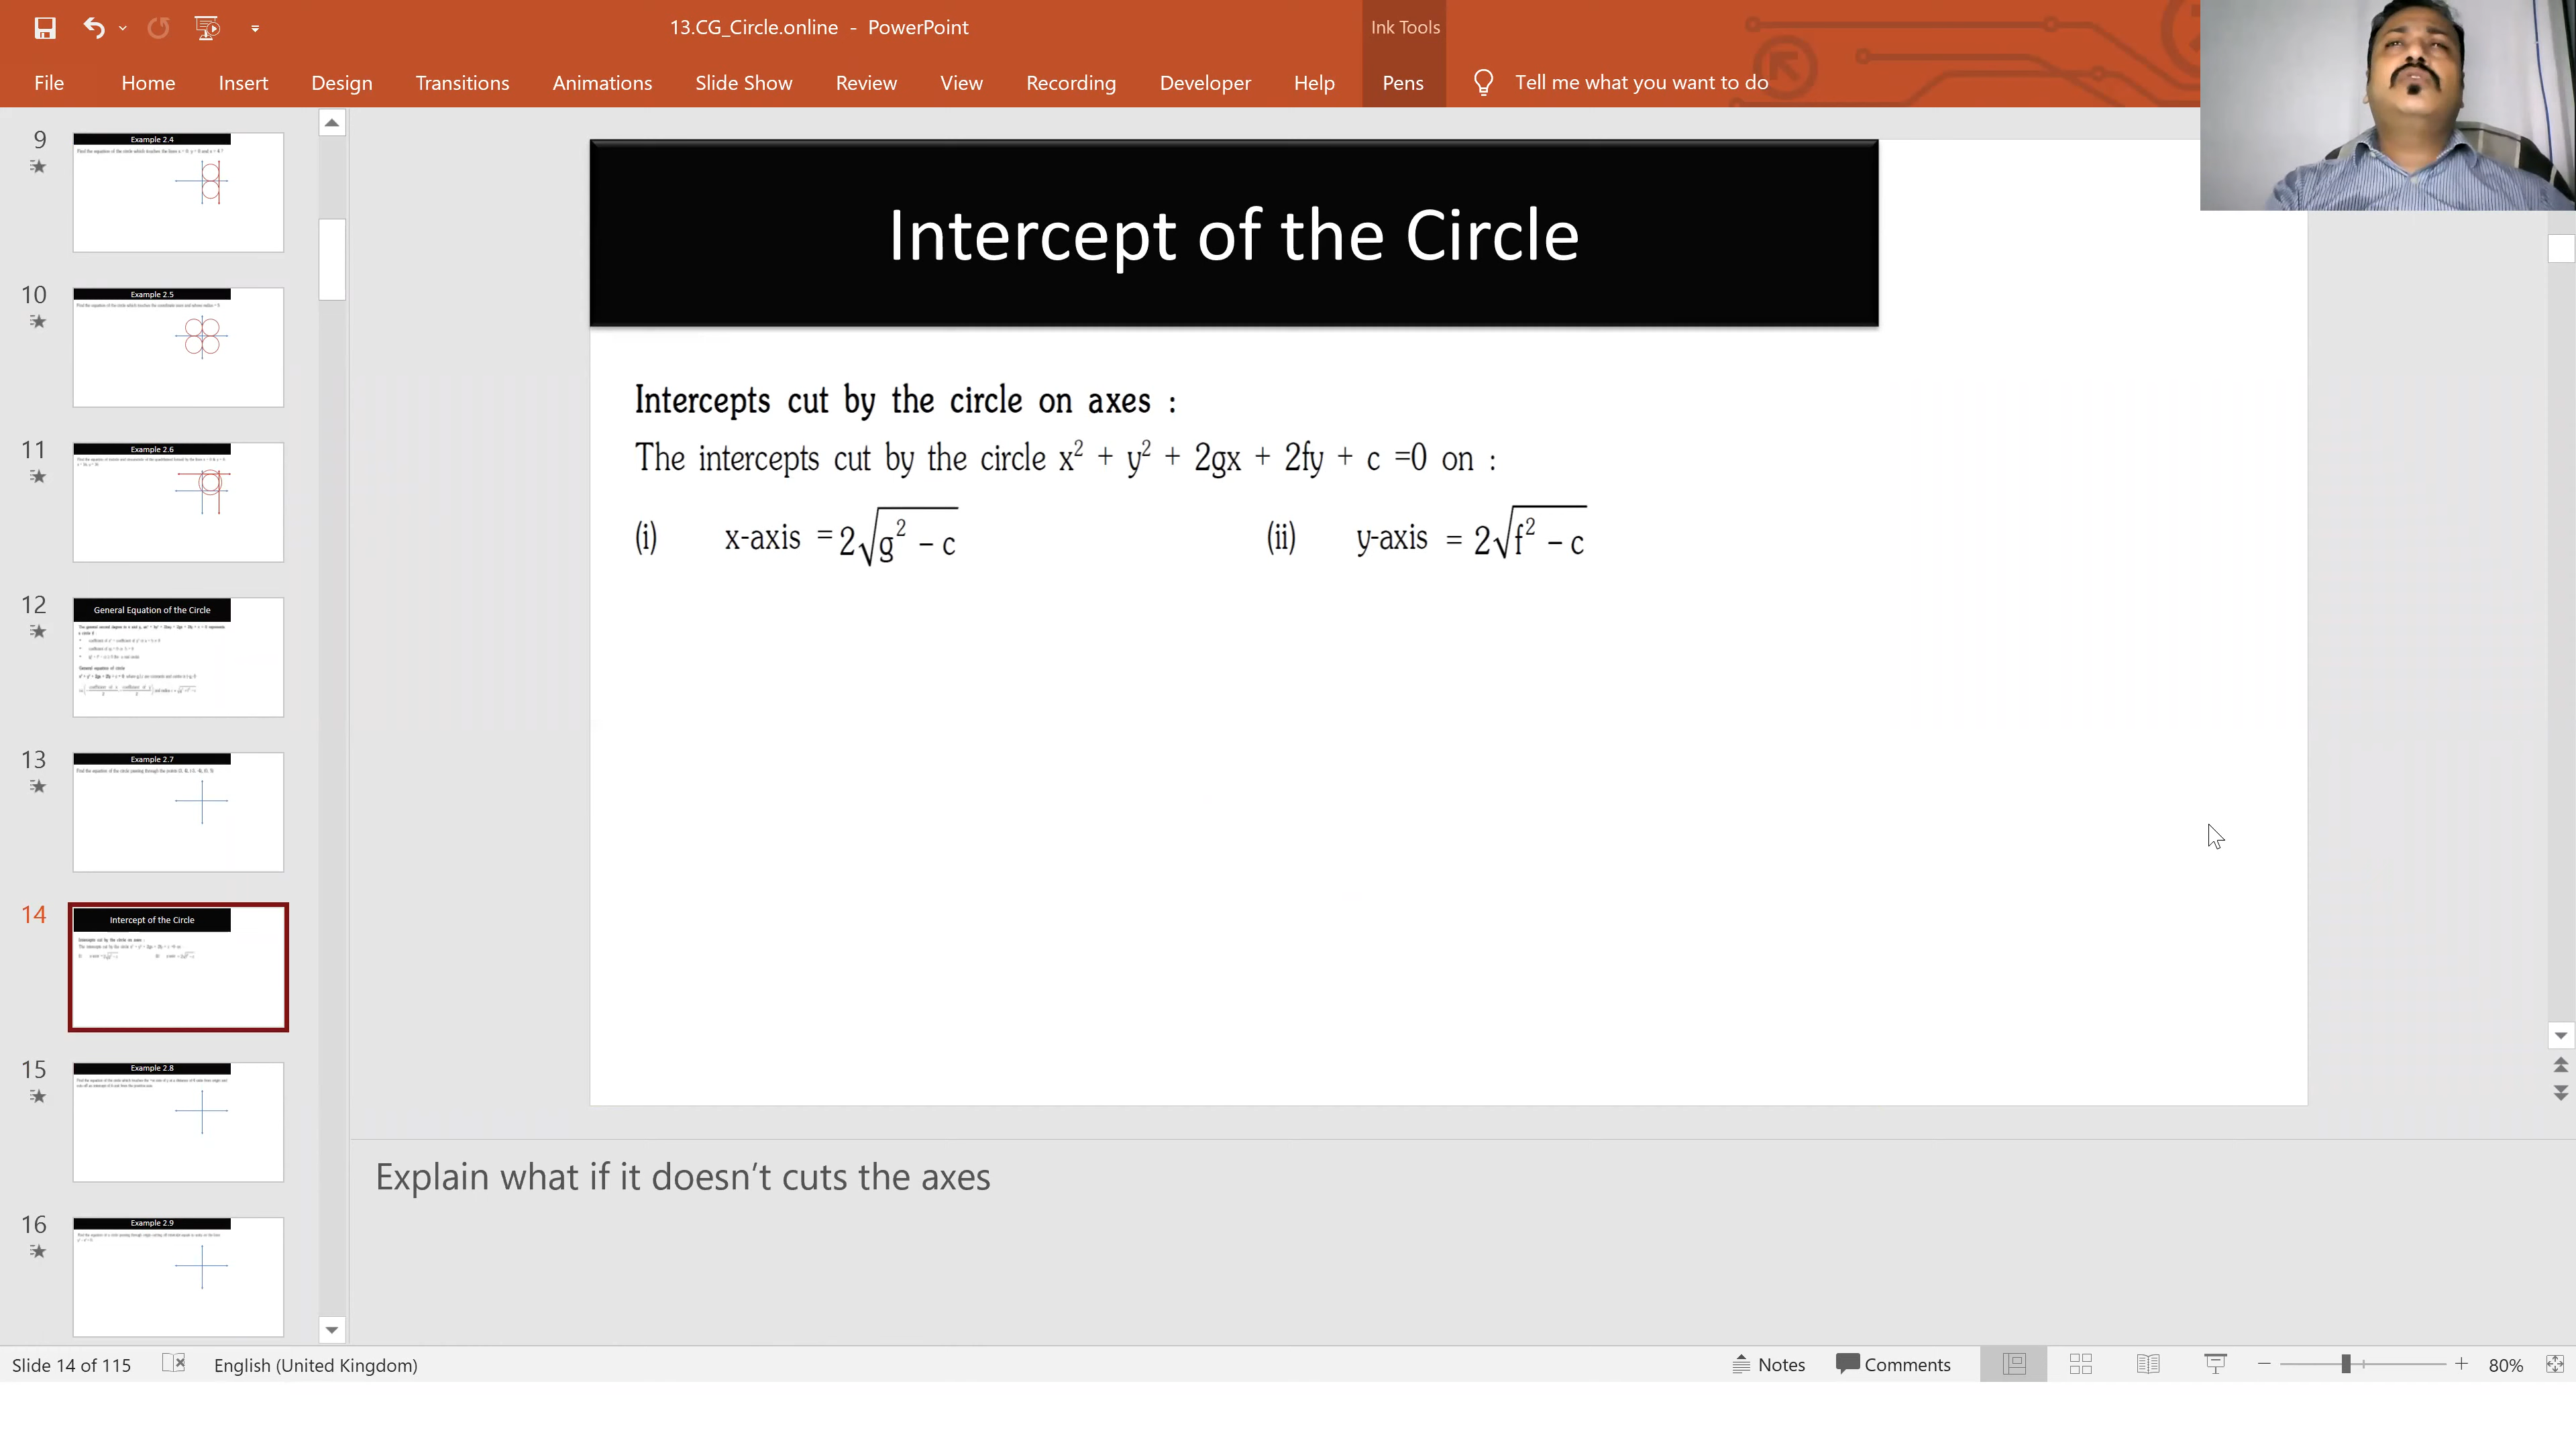 13.CG_Circle.online - PowerPoint
Ink Tools
File Home Insert Design Transitions Animations Slide Show Review View Recording Developer Help Pens Tell me what you want to do
9
Example 2.4
10
Example 2.5
11
Example 2.6
12
General Equation of the Circle
13
Example 2.7
14
Intercept of the Circle
15
Example 2.8
16
Example 2.9
Intercept of the Circle
Intercepts cut by the circle on axes :
The intercepts cut by the circle x² + y² + 2gx + 2fy + c =0 on :
(i) x-axis = 2√(g² – c) (ii) y-axis = 2√(f² – c)
Explain what if it doesn't cuts the axes
Slide 14 of 115 English (United Kingdom) Notes Comments 80%